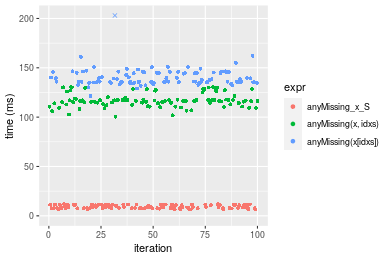 200
150
100
50
0
time (ms)
0
25
50
75
100
iteration
expr
anyMissing_x_S
anyMissing(x, idxs)
anyMissing(x[idxs])